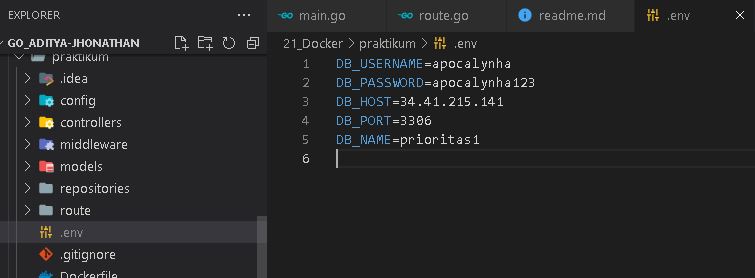 EXPLORER
GO_ADITYA-JHONATHAN
praktikum
.idea
config
controllers
middleware
models
repositories
route
.env
.gitignore
Dockerfile
main.go
route.go
readme.md
.env
21_Docker > praktikum > .env
1 DB_USERNAME=apocalynha
2 DB_PASSWORD=apocalynha123
3 DB_HOST=34.41.215.141
4 DB_PORT=3306
5 DB_NAME=prioritas1
6